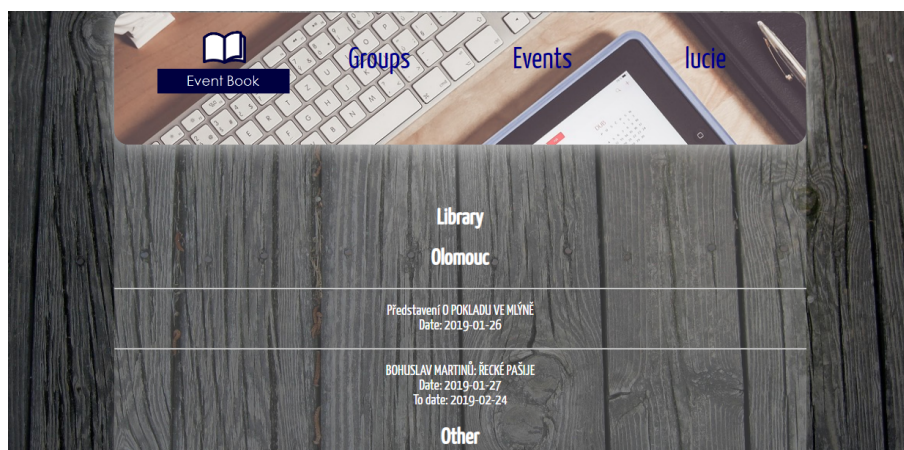 Event Book
Groups
Events
lucie
Library
Olomouc
Představení O POKLADU VE MLÝNĚ
Date: 2019-01-26
BOHUSLAV MARTINŮ: ŘECKÉ PAŠIJE
Date: 2019-01-27
To date: 2019-02-24
Other